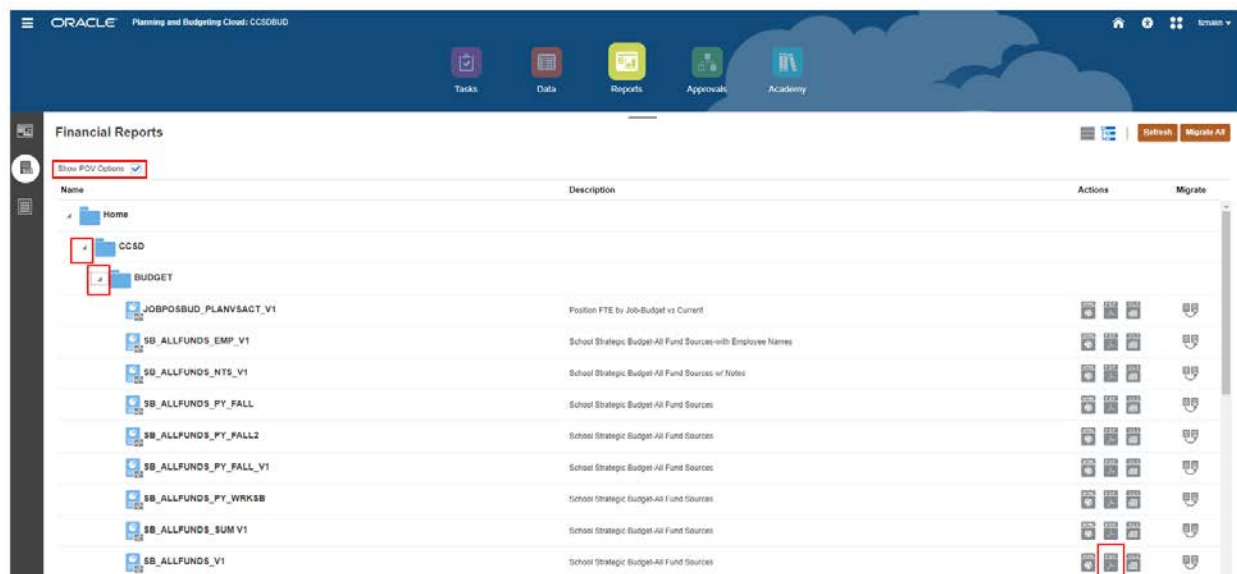 ORACLE Planning and Budgeting Cloud: CCSDBUD
Tasks Data Reports Approvals Academy
Financial Reports Refresh Migrate All
Show POV Options
Name Description Actions Migrate
Home
CCSD
BUDGET
JOBPOSBUD_PLANVSACT_V1 Position FTE by Job-Budget vs Current
SB_ALLFUNDS_EMP_V1 School Strategic Budget-All Fund Sources-with Employee Names
SB_ALLFUNDS_NTS_V1 School Strategic Budget-All Fund Sources w/ Notes
SB_ALLFUNDS_PY_FALL School Strategic Budget-All Fund Sources
SB_ALLFUNDS_PY_FALL2 School Strategic Budget-All Fund Sources
SB_ALLFUNDS_PY_FALL_V1 School Strategic Budget-All Fund Sources
SB_ALLFUNDS_PY_WRKSB School Strategic Budget-All Fund Sources
SB_ALLFUNDS_SUM V1 School Strategic Budget-All Fund Sources
SB_ALLFUNDS_V1 School Strategic Budget-All Fund Sources